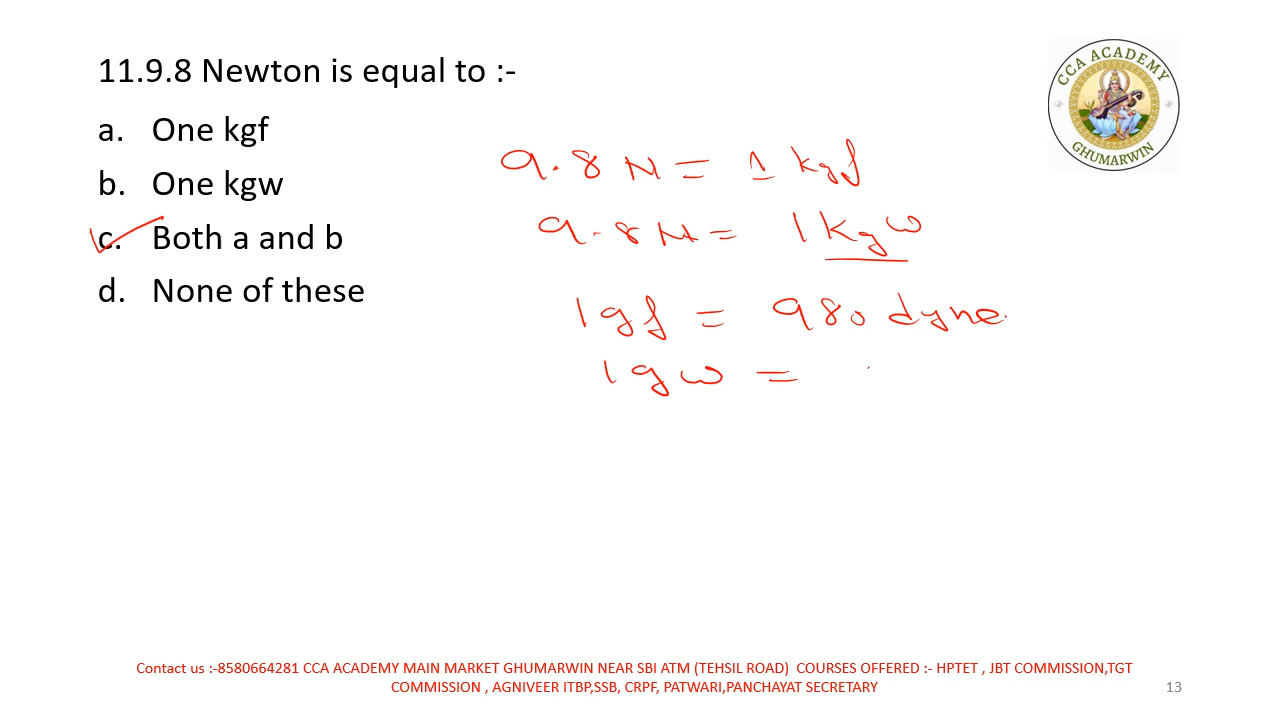 11.9.8 Newton is equal to :-
a. One kgf
b. One kgw
c. Both a and b
d. None of these
9.8 N = 1 kgf
9.8 N = 1 kgw
1 gf = 980 dyne.
1 g w =
CCA ACADEMY
GHUMARWIN
Contact us :-8580664281 CCA ACADEMY MAIN MARKET GHUMARWIN NEAR SBI ATM (TEHSIL ROAD) COURSES OFFERED :- HPTET , JBT COMMISSION,TGT
COMMISSION , AGNIVEER ITBP,SSB, CRPF, PATWARI,PANCHAYAT SECRETARY
13